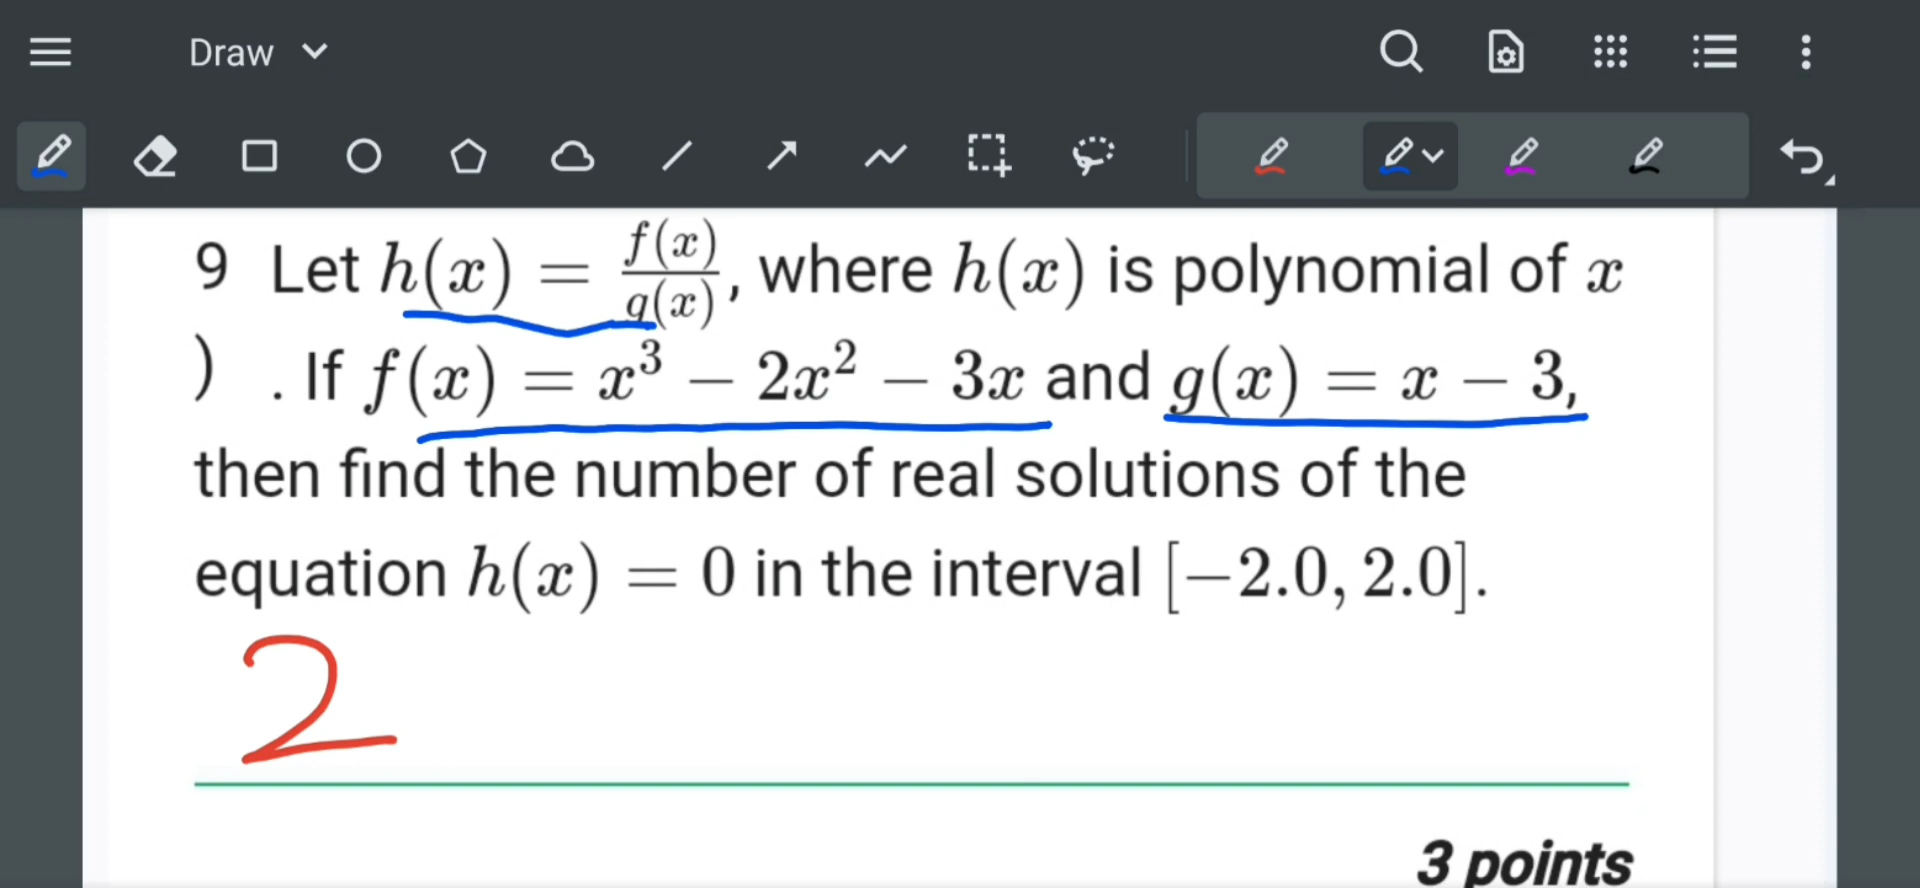 Draw
9 Let h(x) = f(x)/g(x), where h(x) is polynomial of x
) . If f(x) = x³ – 2x² – 3x and g(x) = x – 3,
then find the number of real solutions of the
equation h(x) = 0 in the interval [–2.0, 2.0].
2
3 points